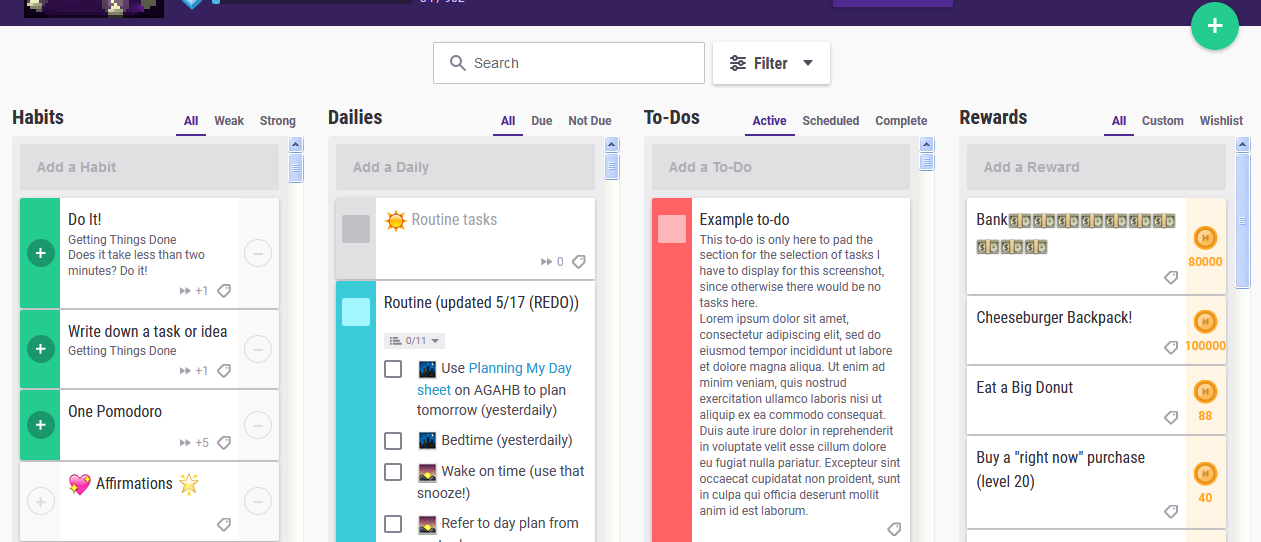 Search
Filter
Habits
All Weak Strong
Add a Habit
Do It!
Getting Things Done
Does it take less than two
minutes? Do it!
+1
Write down a task or idea
Getting Things Done
+1
One Pomodoro
+5
Affirmations
Dailies
All Due Not Due
Add a Daily
Routine tasks
0
Routine (updated 5/17 (REDO))
0/11
Use Planning My Day
sheet on AGAHB to plan
tomorrow (yesterdaily)
Bedtime (yesterdaily)
Wake on time (use that
snooze!)
Refer to day plan from
To-Dos
Active Scheduled Complete
Add a To-Do
Example to-do
This to-do is only here to pad the
section for the selection of tasks I
have to display for this screenshot,
since otherwise there would be no
tasks here.
Lorem ipsum dolor sit amet,
consectetur adipiscing elit, sed do
eiusmod tempor incididunt ut labore
et dolore magna aliqua. Ut enim ad
minim veniam, quis nostrud
exercitation ullamco laboris nisi ut
aliquip ex ea commodo consequat.
Duis aute irure dolor in reprehenderit
in voluptate velit esse cillum dolore
eu fugiat nulla pariatur. Excepteur sint
occaecat cupidatat non proident, sunt
in culpa qui officia deserunt mollit
anim id est laborum.
Rewards
All Custom Wishlist
Add a Reward
Bank
80000
Cheeseburger Backpack!
100000
Eat a Big Donut
88
Buy a "right now" purchase
(level 20)
40